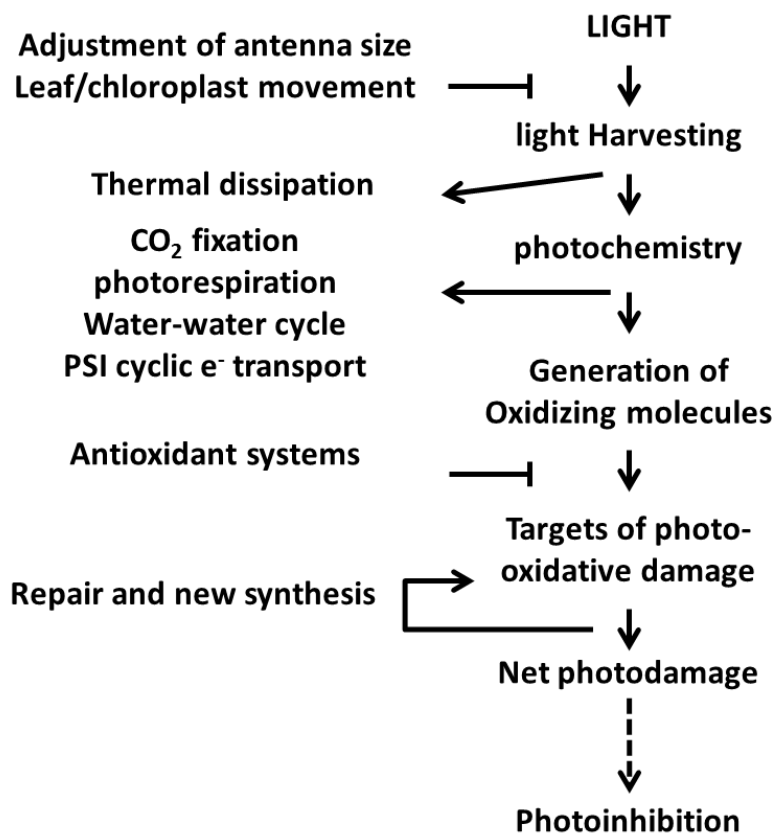 LIGHT
Adjustment of antenna size
Leaf/chloroplast movement
light Harvesting
Thermal dissipation
photochemistry
CO₂ fixation
photorespiration
Water-water cycle
PSI cyclic e⁻ transport
Generation of
Oxidizing molecules
Antioxidant systems
Targets of photo-
oxidative damage
Repair and new synthesis
Net photodamage
Photoinhibition